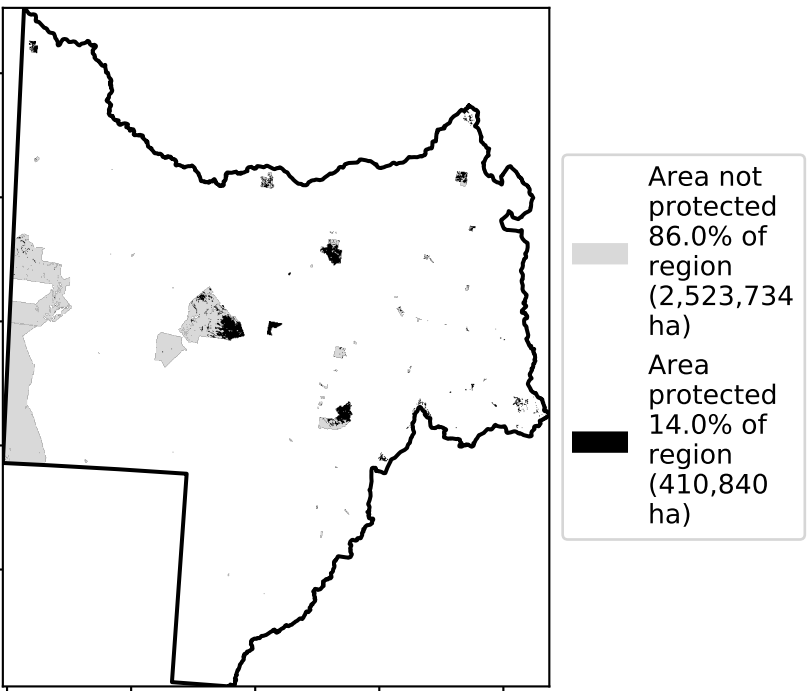 Area not
protected
86.0% of
region
(2,523,734
ha)
Area
protected
14.0% of
region
(410,840
ha)